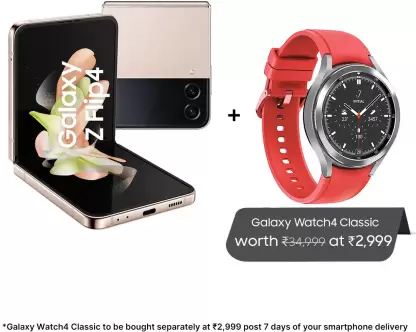 Galaxy
Z Flip4
+
Galaxy Watch4 Classic
worth ₹34,999 at ₹2,999
*Galaxy Watch4 Classic to be bought separately at ₹2,999 post 7 days of your smartphone delivery